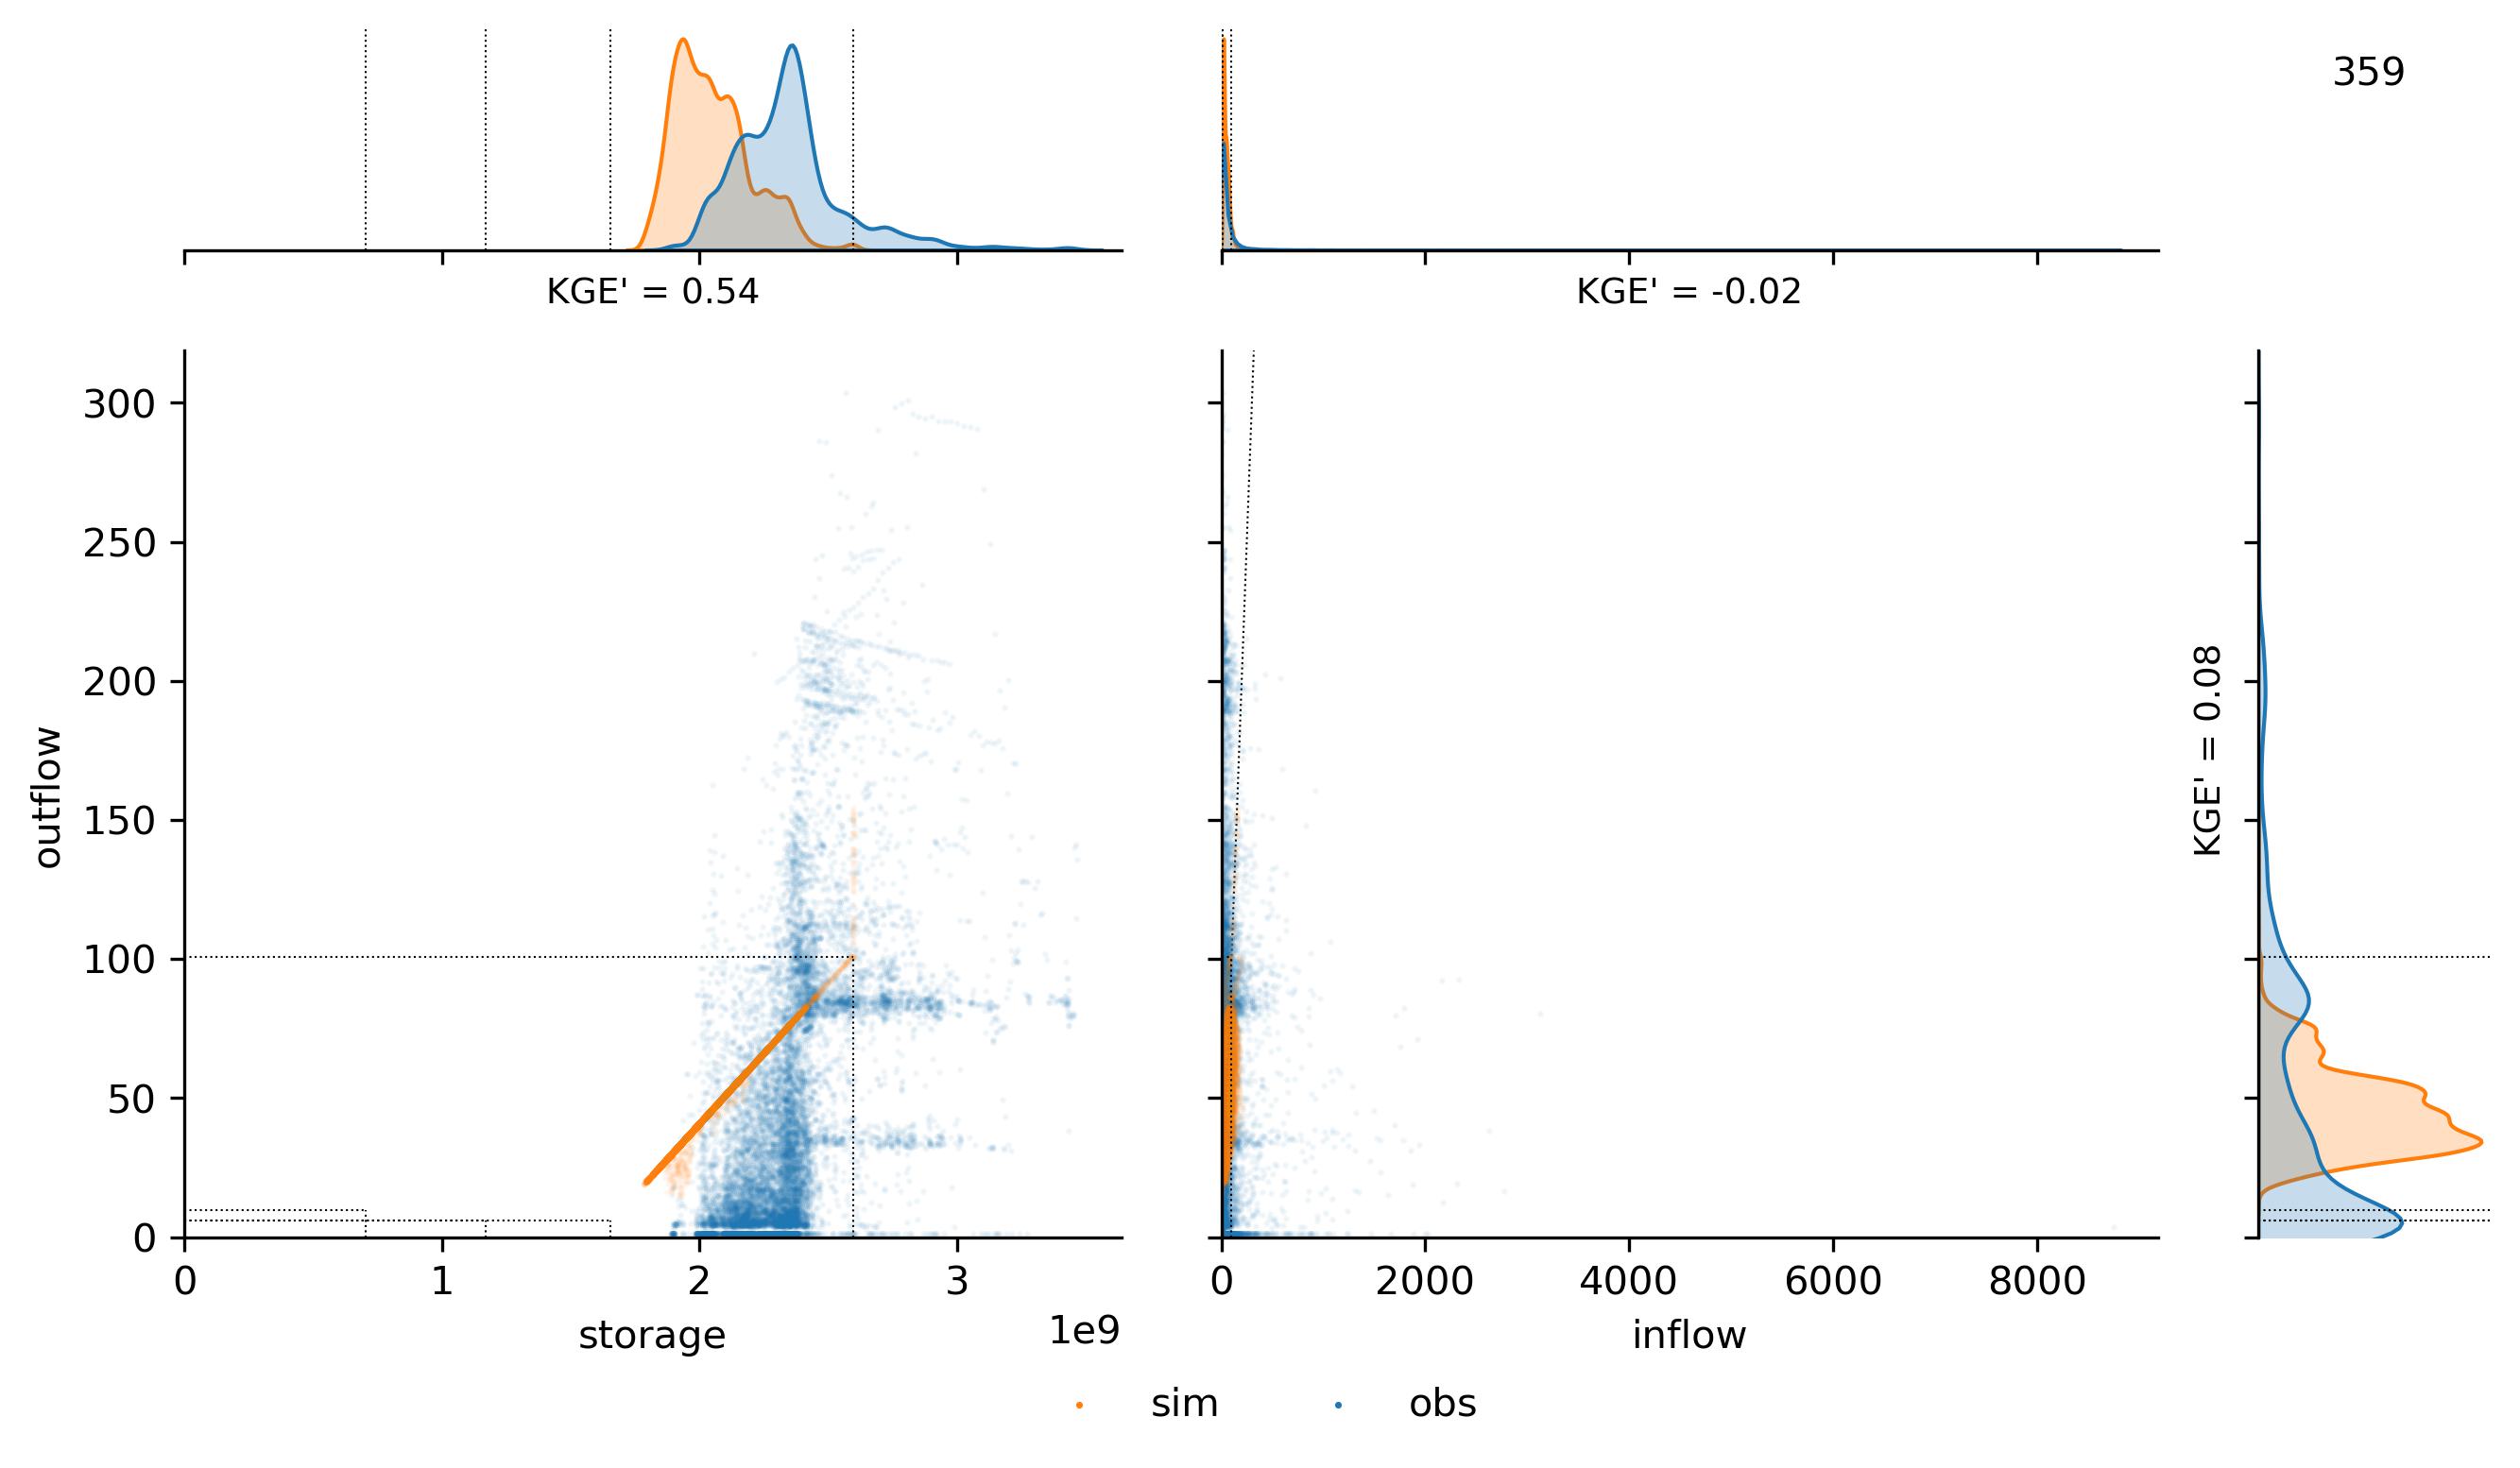 359
KGE' = 0.54
KGE' = -0.02
300
250
200
150
100
50
0
outflow
KGE' = 0.08
0 1 2 3
0 2000 4000 6000 8000
1e9
storage
inflow
sim obs